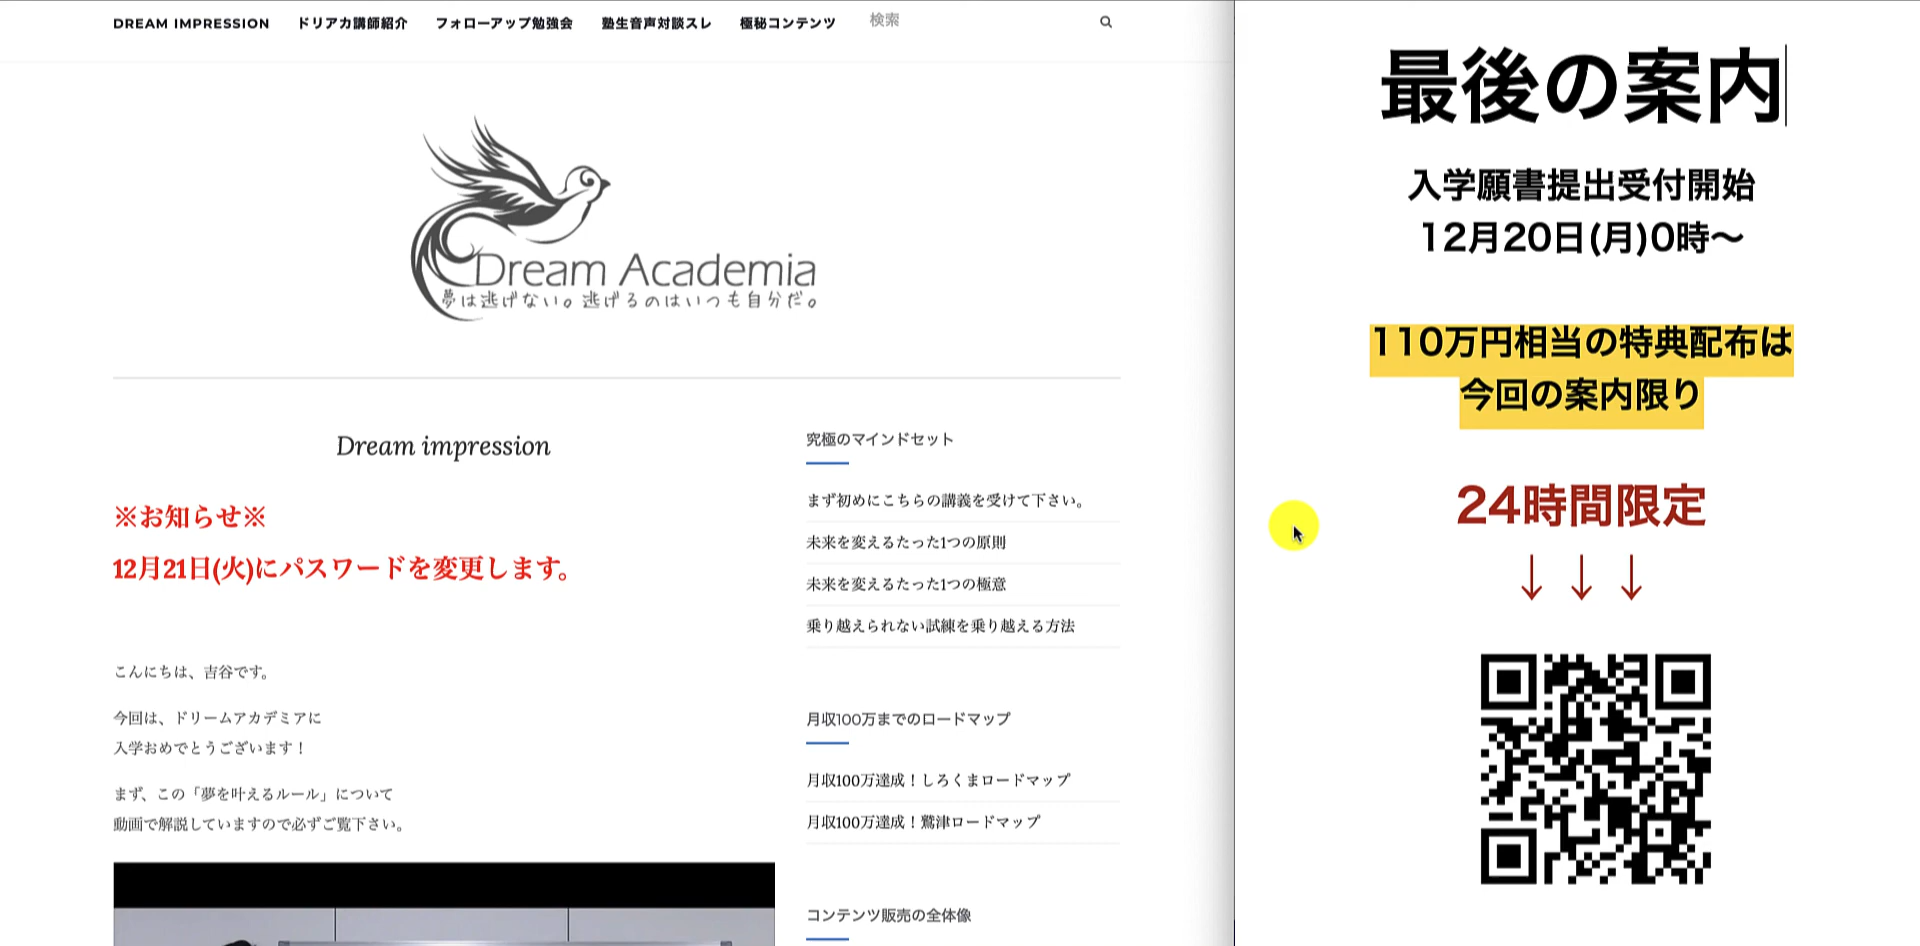 DREAM IMPRESSION ドリアカ講師紹介 フォローアップ勉強会 塾生音声対談スレ 極秘コンテンツ 検索
Dream Academia
夢は逃げない。逃げるのはいつも自分だ。
Dream impression
※お知らせ※
12月21日(火)にパスワードを変更します。
こんにちは、吉谷です。
今回は、ドリームアカデミアに
入学おめでとうございます！
まず、この「夢を叶えるルール」について
動画で解説していますので必ずご覧下さい。
究極のマインドセット
まず初めにこちらの講義を受けて下さい。
未来を変えるたった1つの原則
未来を変えるたった1つの極意
乗り越えられない試練を乗り越える方法
月収100万までのロードマップ
月収100万達成！しろくまロードマップ
月収100万達成！鷲津ロードマップ
コンテンツ販売の全体像
最後の案内
入学願書提出受付開始
12月20日(月)0時〜
110万円相当の特典配布は
今回の案内限り
24時間限定
↓ ↓ ↓